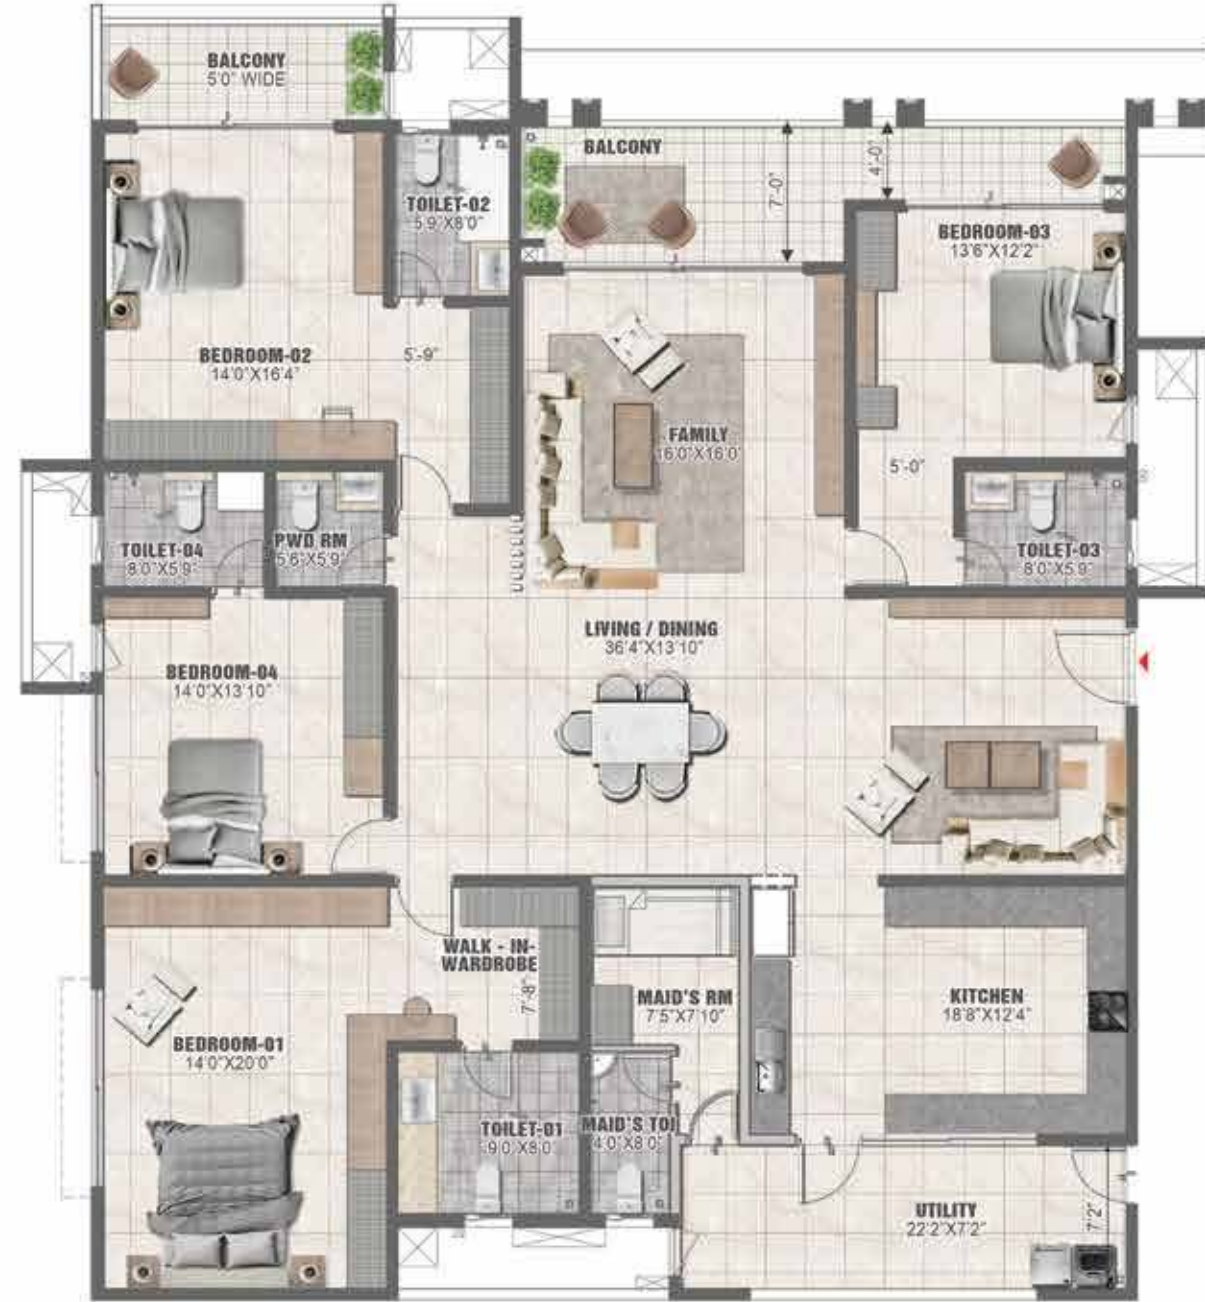 BALCONY
5'0" WIDE
BALCONY
7'-0"
4'-0"
TOILET-02
5'9"X8'0"
BEDROOM-03
13'6"X12'2"
BEDROOM-02
14'0"X16'4"
5'-9"
FAMILY
16'0"X16'0"
5'-0"
TOILET-04
8'0"X5'9"
PWD RM
5'6"X5'9"
TOILET-03
8'0"X5'9"
LIVING / DINING
36'4"X13'10"
BEDROOM-04
14'0"X13'10"
WALK - IN-
WARDROBE
7'-8"
MAID'S RM
7'5"X7'10"
KITCHEN
18'8"X12'4"
BEDROOM-01
14'0"X20'0"
TOILET-01
9'0"X8'0"
MAID'S TOI
4'0"X8'0"
UTILITY
22'2"X7'2"
7'2"